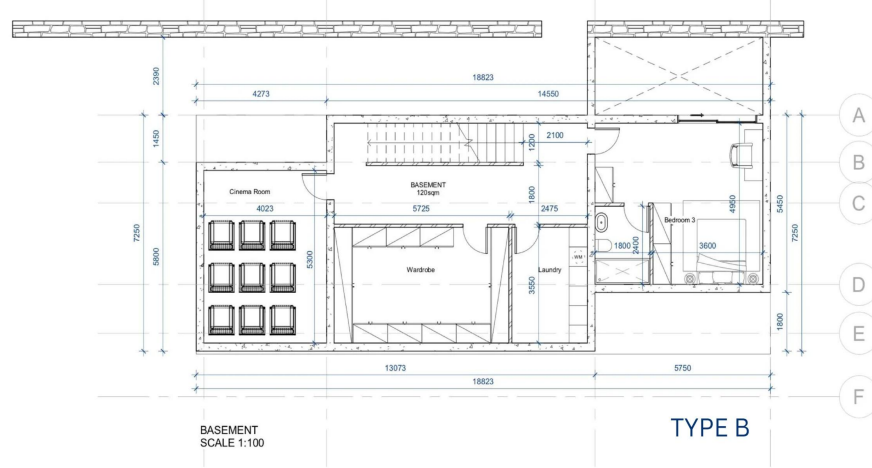 18823
4273
14550
2390
A
1450
1200
2100
B
Cinema Room
BASEMENT
120sqm
1800
C
4023
5725
2475
4950
5450
7250
5800
5300
Bedroom 3
1800
2400
3600
7250
Wardrobe
Laundry
WM
3550
D
1800
E
13073
5750
18823
F
BASEMENT
SCALE 1:100
TYPE B